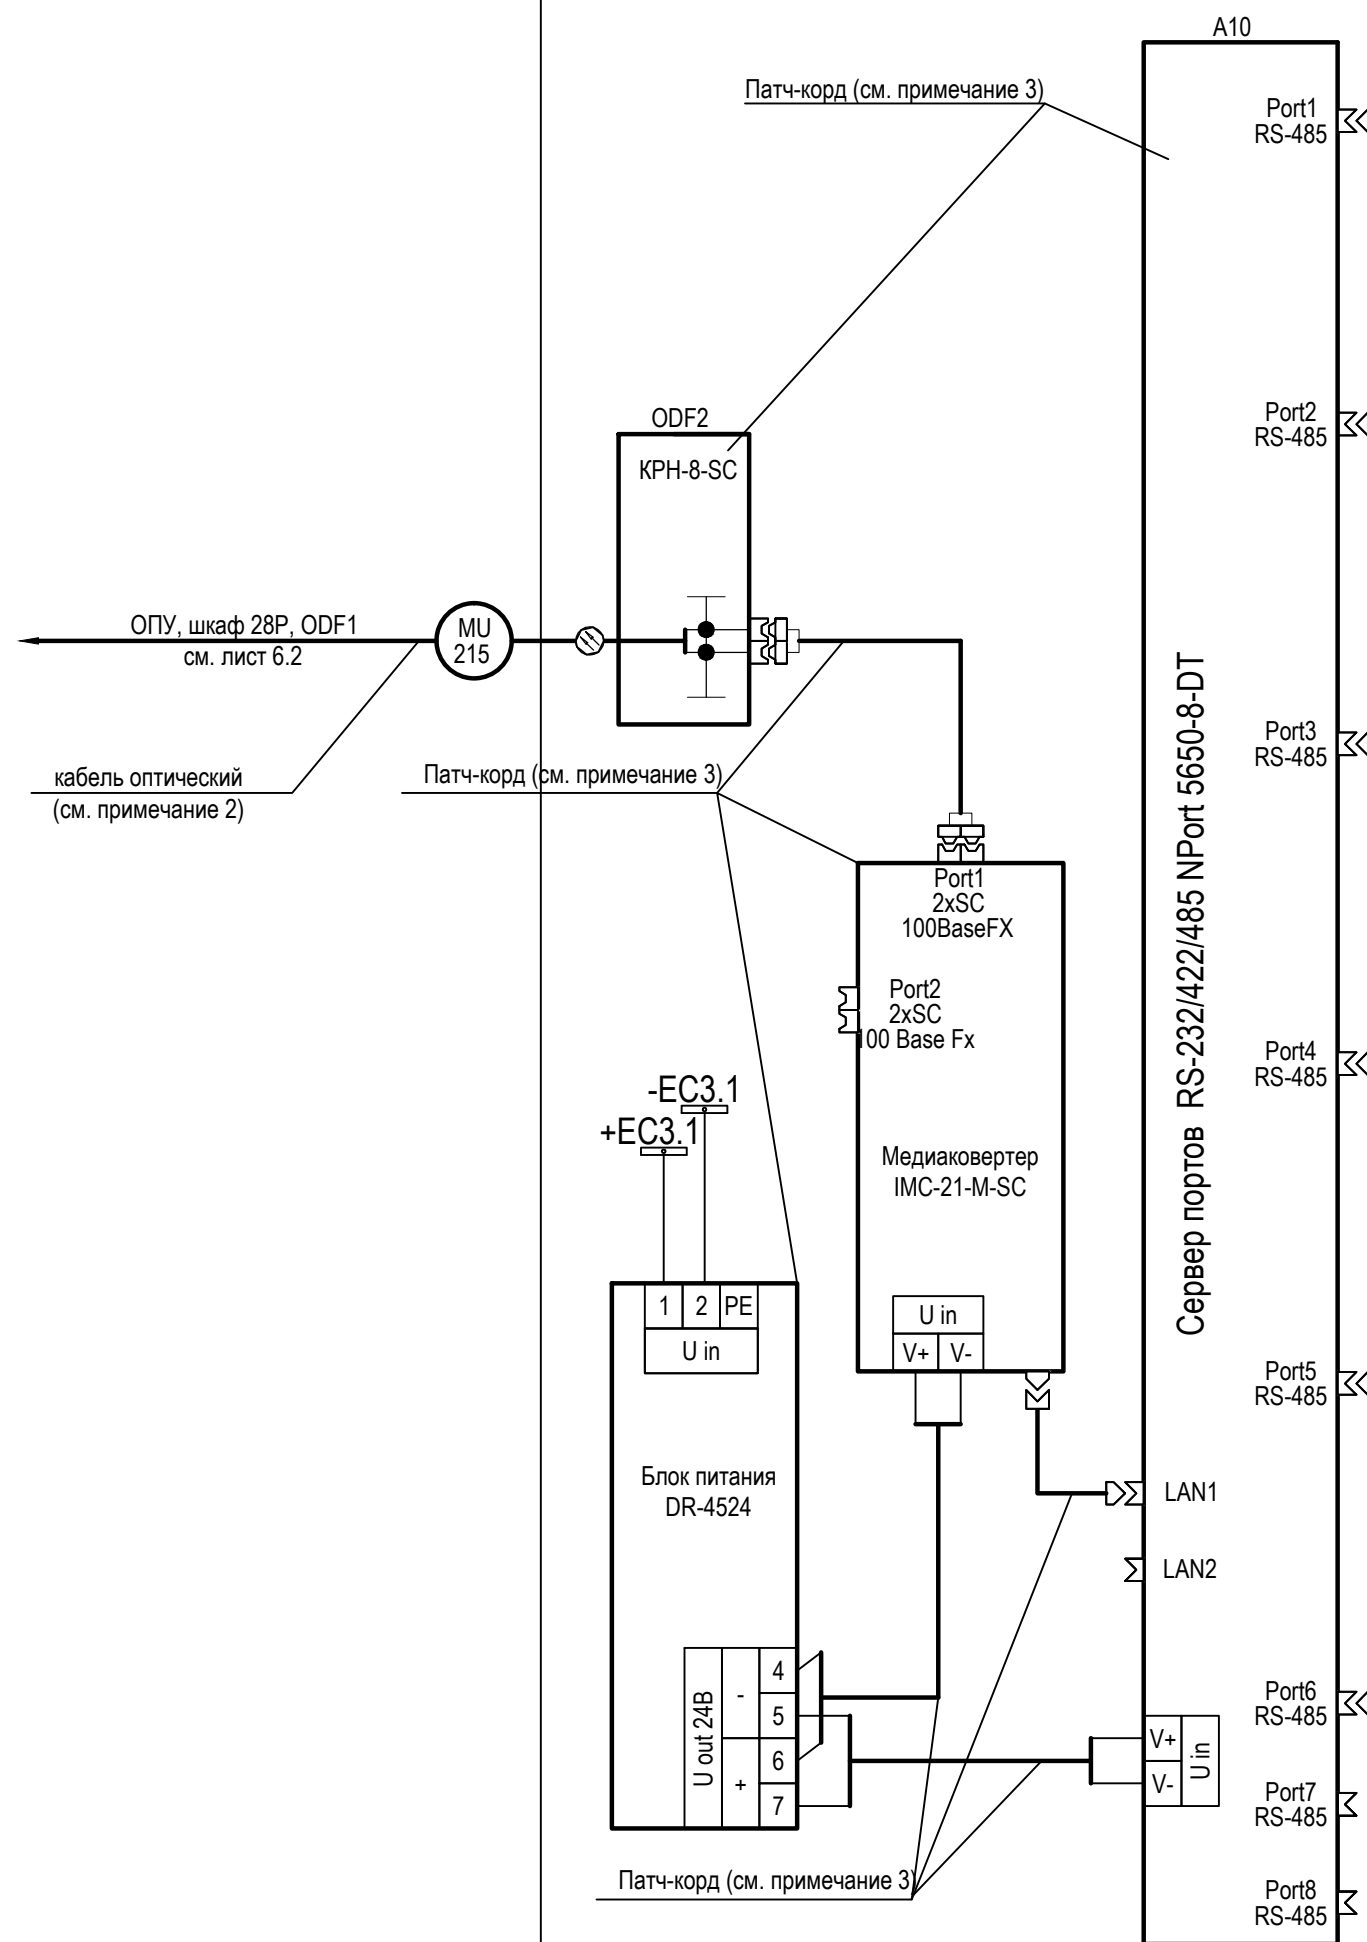 A10
Патч-корд (см. примечание 3)
Port1
RS-485
ODF2
КРН-8-SC
Port2
RS-485
ОПУ, шкаф 28Р, ODF1
см. лист 6.2
MU
215
кабель оптический
(см. примечание 2)
Патч-корд (см. примечание 3)
Port3
RS-485
Сервер портов RS-232/422/485 NPort 5650-8-DT
Port1
2xSC
100BaseFX
Port2
2xSC
100 Base Fx
Port4
RS-485
-EC3.1
+EC3.1
Медиаковертер
IMC-21-M-SC
1 2 PE
U in
U in
V+ V-
Port5
RS-485
Блок питания
DR-4524
LAN1
LAN2
U out 24В
-
+
4
5
6
7
Port6
RS-485
V+
V-
U in
Port7
RS-485
Патч-корд (см. примечание 3)
Port8
RS-485